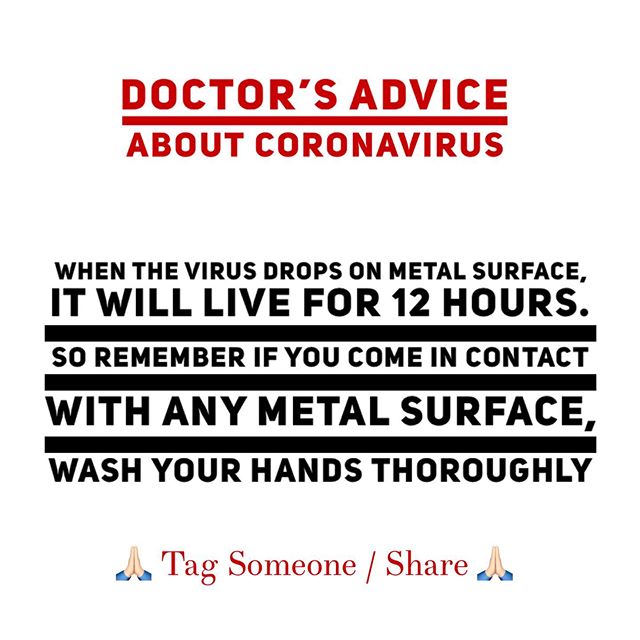 DOCTOR'S ADVICE
ABOUT CORONAVIRUS
WHEN THE VIRUS DROPS ON METAL SURFACE,
IT WILL LIVE FOR 12 HOURS.
SO REMEMBER IF YOU COME IN CONTACT
WITH ANY METAL SURFACE,
WASH YOUR HANDS THOROUGHLY
🙏🏻 Tag Someone / Share 🙏🏻